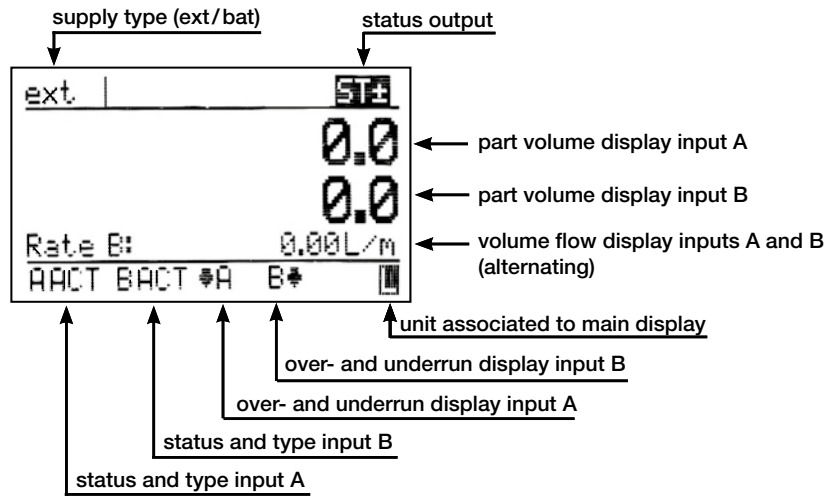 supply type (ext/bat)
status output
ext
ST±
0.0
part volume display input A
0.0
part volume display input B
Rate B:
0.00L/m
volume flow display inputs A and B
(alternating)
AACT BACT
A
B
unit associated to main display
over- and underrun display input B
over- and underrun display input A
status and type input B
status and type input A